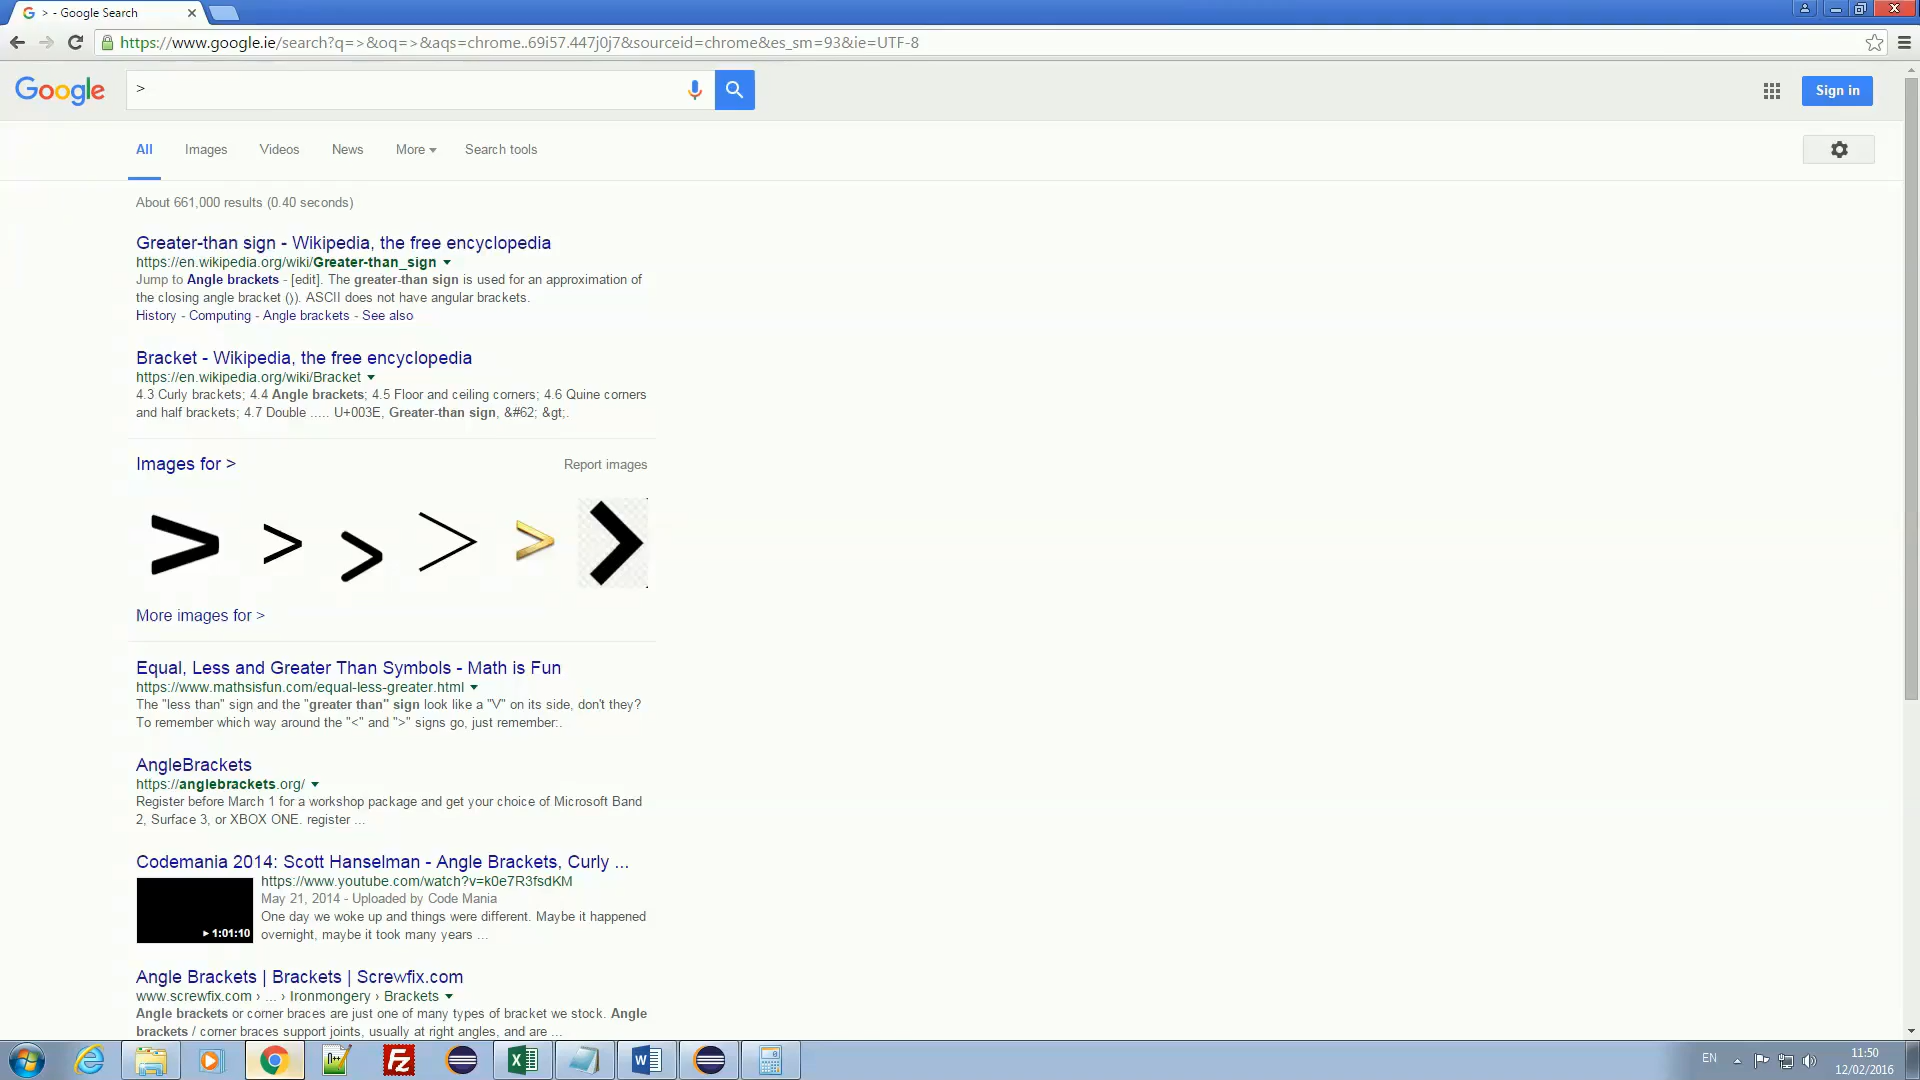 > - Google Search
https://www.google.ie/search?q=>&oq=>&aqs=chrome..69i57.447j0j7&sourceid=chrome&es_sm=93&ie=UTF-8
Google
>
Sign in
All Images Videos News More Search tools
About 661,000 results (0.40 seconds)
Greater-than sign - Wikipedia, the free encyclopedia
https://en.wikipedia.org/wiki/Greater-than_sign
Jump to Angle brackets - [edit]. The greater-than sign is used for an approximation of
the closing angle bracket (⟩). ASCII does not have angular brackets.
History - Computing - Angle brackets - See also
Bracket - Wikipedia, the free encyclopedia
https://en.wikipedia.org/wiki/Bracket
4.3 Curly brackets; 4.4 Angle brackets; 4.5 Floor and ceiling corners; 4.6 Quine corners
and half brackets; 4.7 Double ..... U+003E, Greater-than sign, &#62; &gt;.
Images for > Report images
> > > > > >
More images for >
Equal, Less and Greater Than Symbols - Math is Fun
https://www.mathsisfun.com/equal-less-greater.html
The "less than" sign and the "greater than" sign look like a "V" on its side, don't they?
To remember which way around the "<" and ">" signs go, just remember:.
AngleBrackets
https://anglebrackets.org/
Register before March 1 for a workshop package and get your choice of Microsoft Band
2, Surface 3, or XBOX ONE. register ...
Codemania 2014: Scott Hanselman - Angle Brackets, Curly ...
https://www.youtube.com/watch?v=k0e7R3fsdKM
May 21, 2014 - Uploaded by Code Mania
One day we woke up and things were different. Maybe it happened
overnight, maybe it took many years ...
1:01:10
Angle Brackets | Brackets | Screwfix.com
www.screwfix.com › ... › Ironmongery › Brackets
Angle brackets or corner braces are just one of many types of bracket we stock. Angle
brackets / corner braces support joints, usually at right angles, and are ...
EN
11:50
12/02/2016